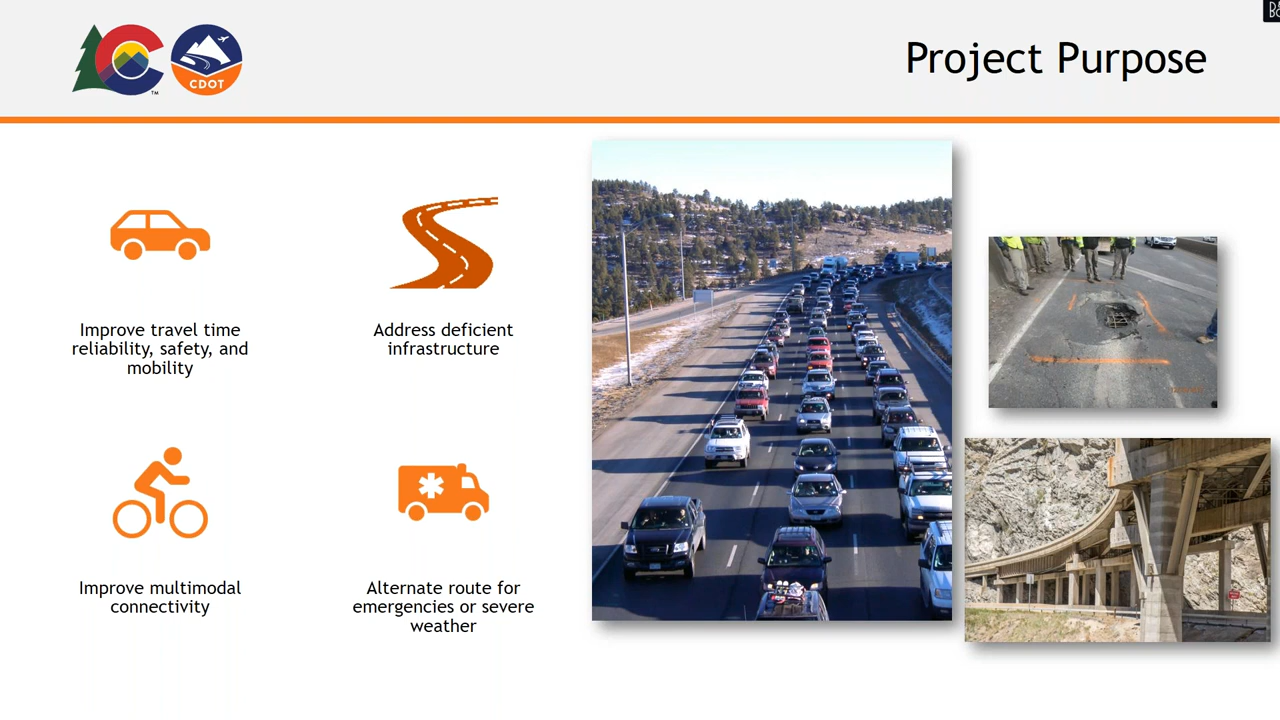 CDOT
TM
Project Purpose
Improve travel time
reliability, safety, and
mobility
Address deficient
infrastructure
Improve multimodal
connectivity
Alternate route for
emergencies or severe
weather